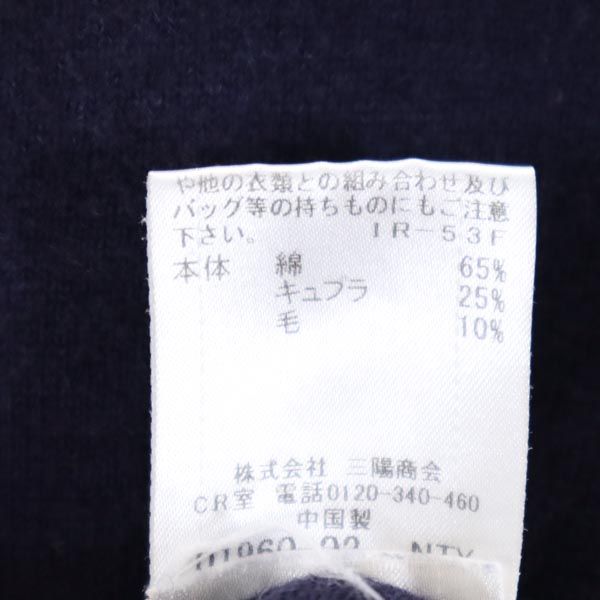 や他の衣類との組み合わせ及び
バッグ等の持ちものにもご注意
下さい。 IR-53F
本体 綿 65%
キュプラ 25%
毛 10%
株式会社 三陽商会
CR室 電話0120-340-460
中国製